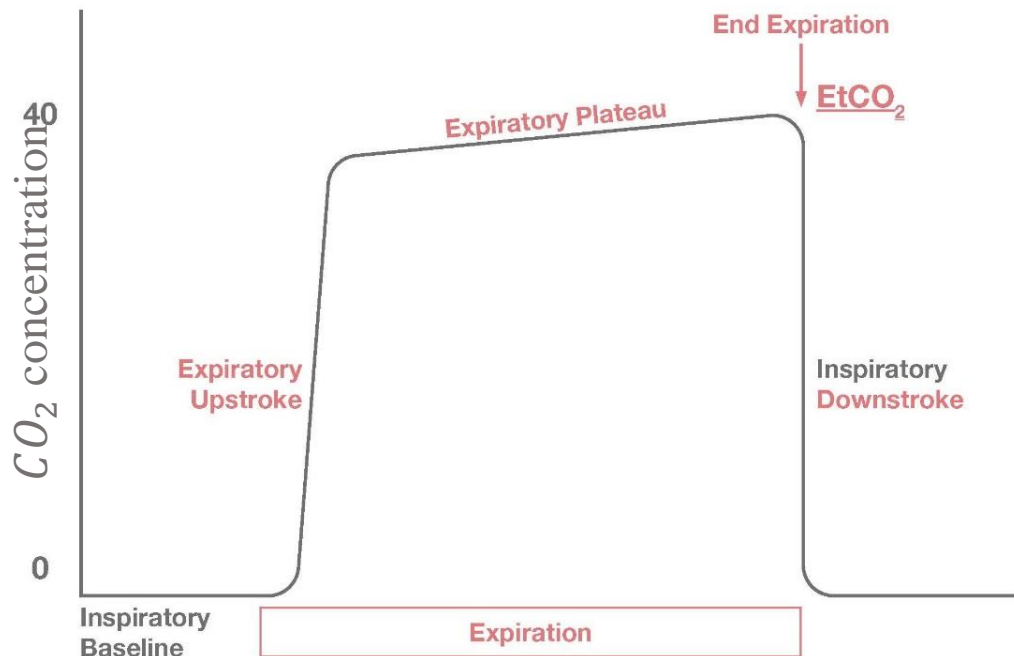 End Expiration
40
EtCO₂
Expiratory Plateau
CO₂ concentration
Expiratory
Upstroke
Inspiratory
Downstroke
0
Inspiratory
Baseline
Expiration